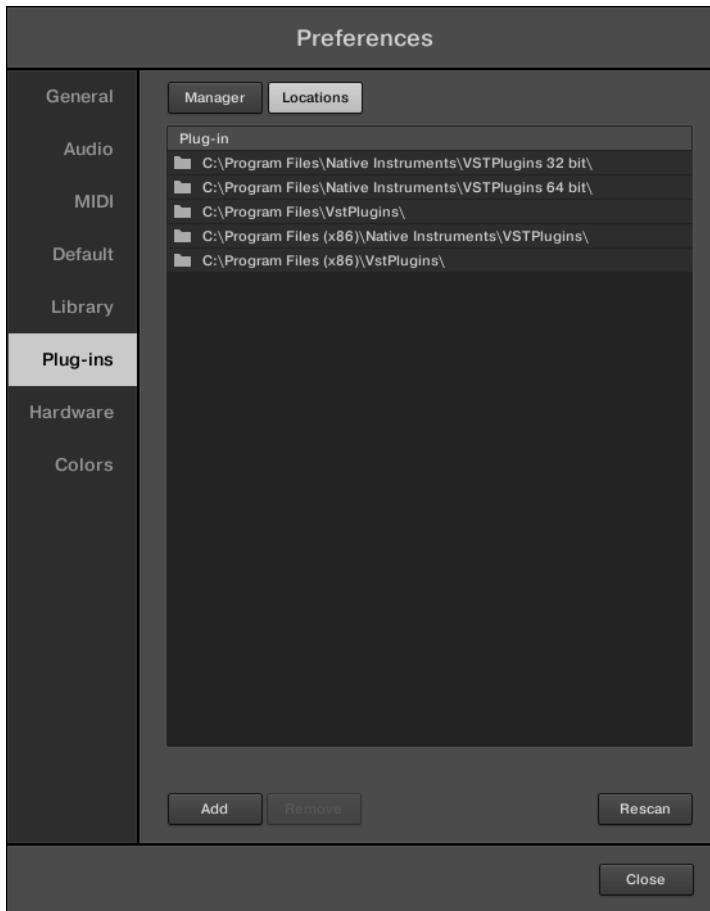 Preferences
General
Audio
MIDI
Default
Library
Plug-ins
Hardware
Colors
Manager Locations
Plug-in
C:\Program Files\Native Instruments\VSTPlugins 32 bit\
C:\Program Files\Native Instruments\VSTPlugins 64 bit\
C:\Program Files\VstPlugins\
C:\Program Files (x86)\Native Instruments\VSTPlugins\
C:\Program Files (x86)\VstPlugins\
Add Remove Rescan
Close